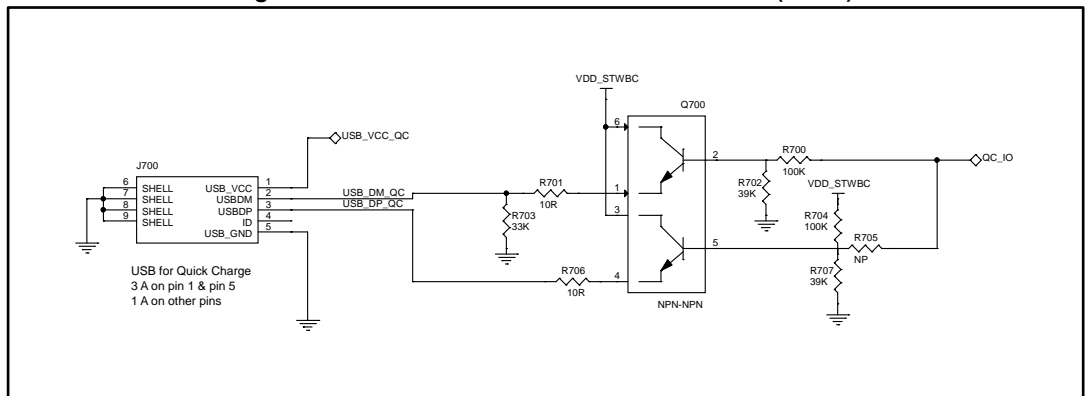 VDD_STWBC
Q700
USB_VCC_QC
6
J700
2
R700
QC_IO
100K
6
SHELL
USB_VCC
1
USB_DM_QC
R701
1
R702
39K
VDD_STWBC
7
SHELL
USBDM
2
USB_DP_QC
10R
3
8
SHELL
USBDP
3
R703
33K
R704
100K
9
SHELL
ID
4
USB_GND
5
5
R705
NP
USB for Quick Charge
3 A on pin 1 & pin 5
1 A on other pins
R706
10R
4
R707
39K
NPN-NPN